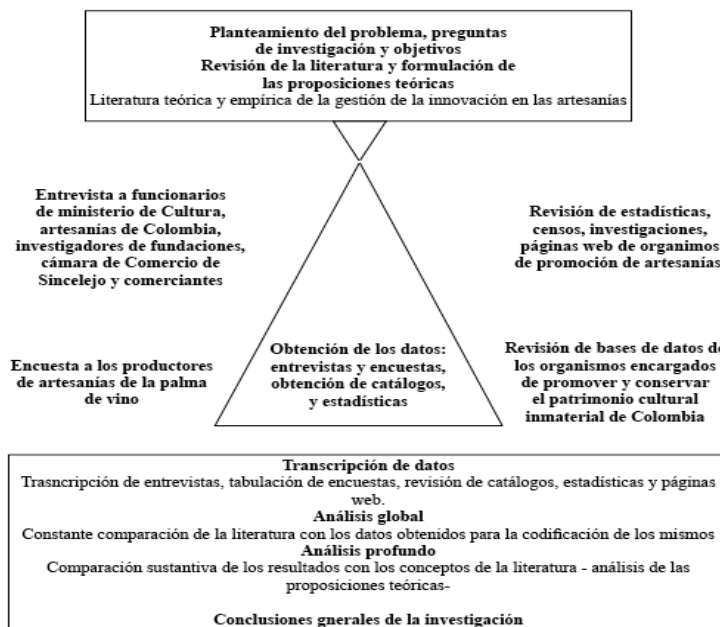 Planteamiento del problema, preguntas
de investigación y objetivos
Revisión de la literatura y formulación de
las proposiciones teóricas
Literatura teórica y empírica de la gestión de la innovación en las artesanías
Entrevista a funcionarios
de ministerio de Cultura,
artesanías de Colombia,
investigadores de fundaciones,
cámara de Comercio de
Sincelejo y comerciantes
Revisión de estadísticas,
censos, investigaciones,
páginas web de organimos
de promoción de artesanías
Encuesta a los productores
de artesanías de la palma
de vino
Obtención de los datos:
entrevistas y encuestas,
obtención de catálogos,
y estadísticas
Revisión de bases de datos de
los organismos encargados
de promover y conservar
el patrimonio cultural
inmaterial de Colombia
Transcripción de datos
Trasncripción de entrevistas, tabulación de encuestas, revisión de catálogos, estadísticas y páginas
web.
Análisis global
Constante comparación de la literatura con los datos obtenidos para la codificación de los mismos
Análisis profundo
Comparación sustantiva de los resultados con los conceptos de la literatura - análisis de las
proposiciones teóricas-
Conclusiones gnerales de la investigación